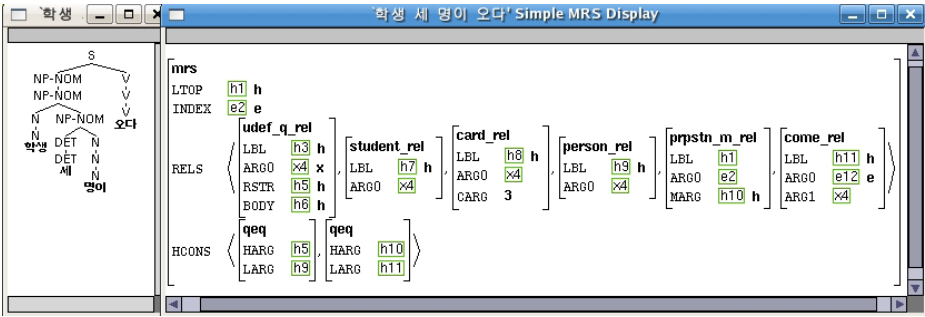 `학생 .
`학생 세 명이 오다' Simple MRS Display
S
NP-NOM V
NP-NOM V
N NP-NOM V
N DET N 오다
학생 DET N
세 N
명이
mrs
LTOP h1 h
INDEX e2 e
RELS
udef_q_rel
LBL h3 h
ARG0 x4 x
RSTR h5 h
BODY h6 h
student_rel
LBL h7 h
ARG0 x4
card_rel
LBL h8 h
ARG0 x4
CARG 3
person_rel
LBL h9 h
ARG0 x4
prpstn_m_rel
LBL h1
ARG0 e2
MARG h10 h
come_rel
LBL h11 h
ARG0 e12 e
ARG1 x4
HCONS
qeq
HARG h5
LARG h9
qeq
HARG h10
LARG h11